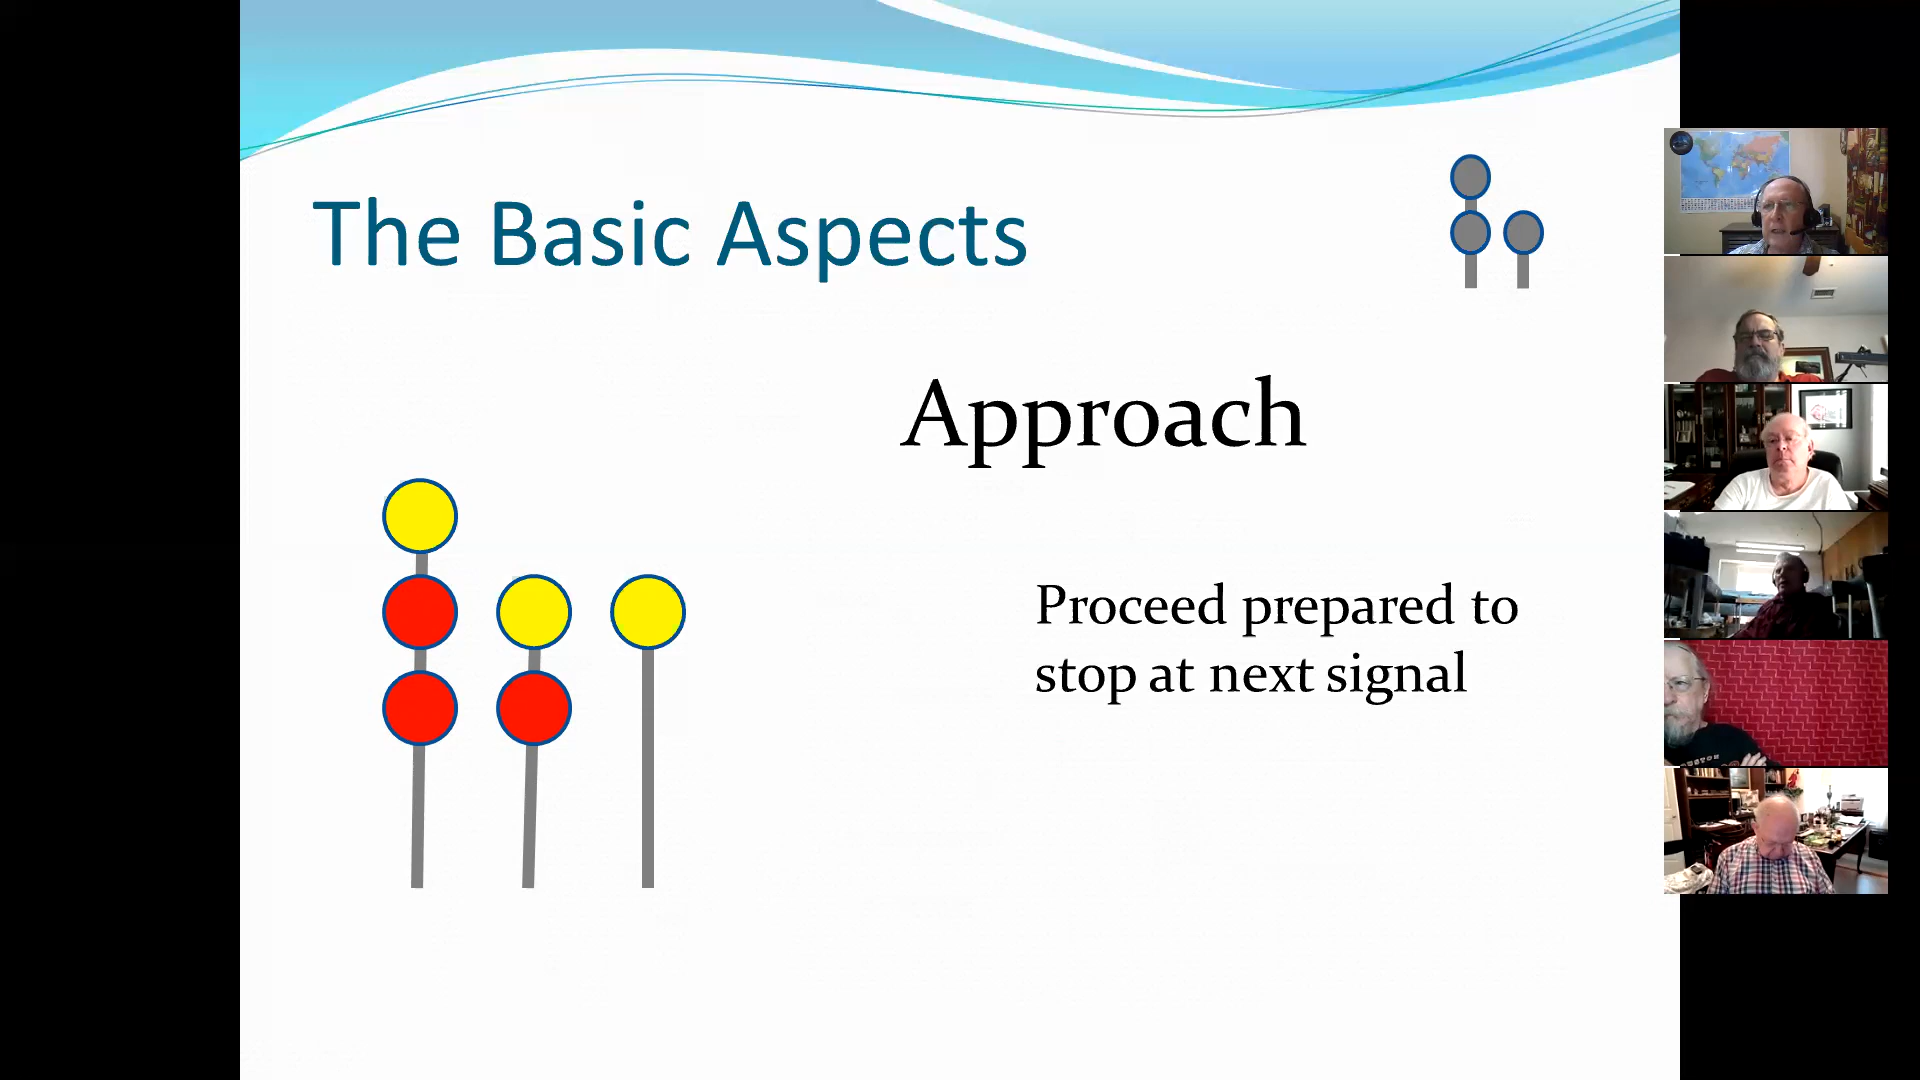 The Basic Aspects
Approach
Proceed prepared to
stop at next signal